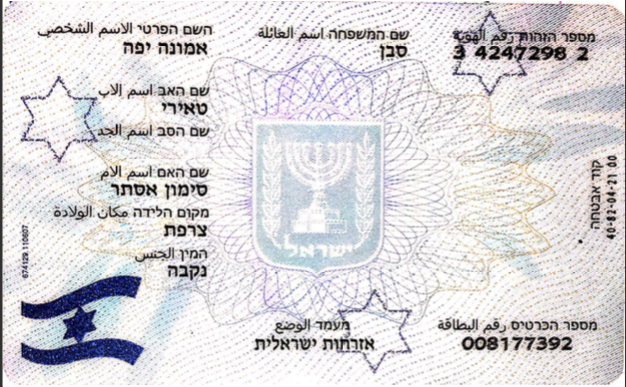 מספר הזהות رقم الهوية
3 4247298 2
שם המשפחה اسم العائلة
סבן
השם הפרטי الاسم الشخصي
אמונה יפה
שם האב اسم الاب
טאירי
שם הסב اسم الجد
שם האם اسم الام
סימון אסתר
מקום הלידה مكان الولادة
צרפת
המין الجنس
נקבה
ישראל
קוד אבטחה
40-82-04-21 00
674129.110607
מעמד الوضع
אזרחות ישראלית
מספר הכרטיס رقم البطاقة
008177392